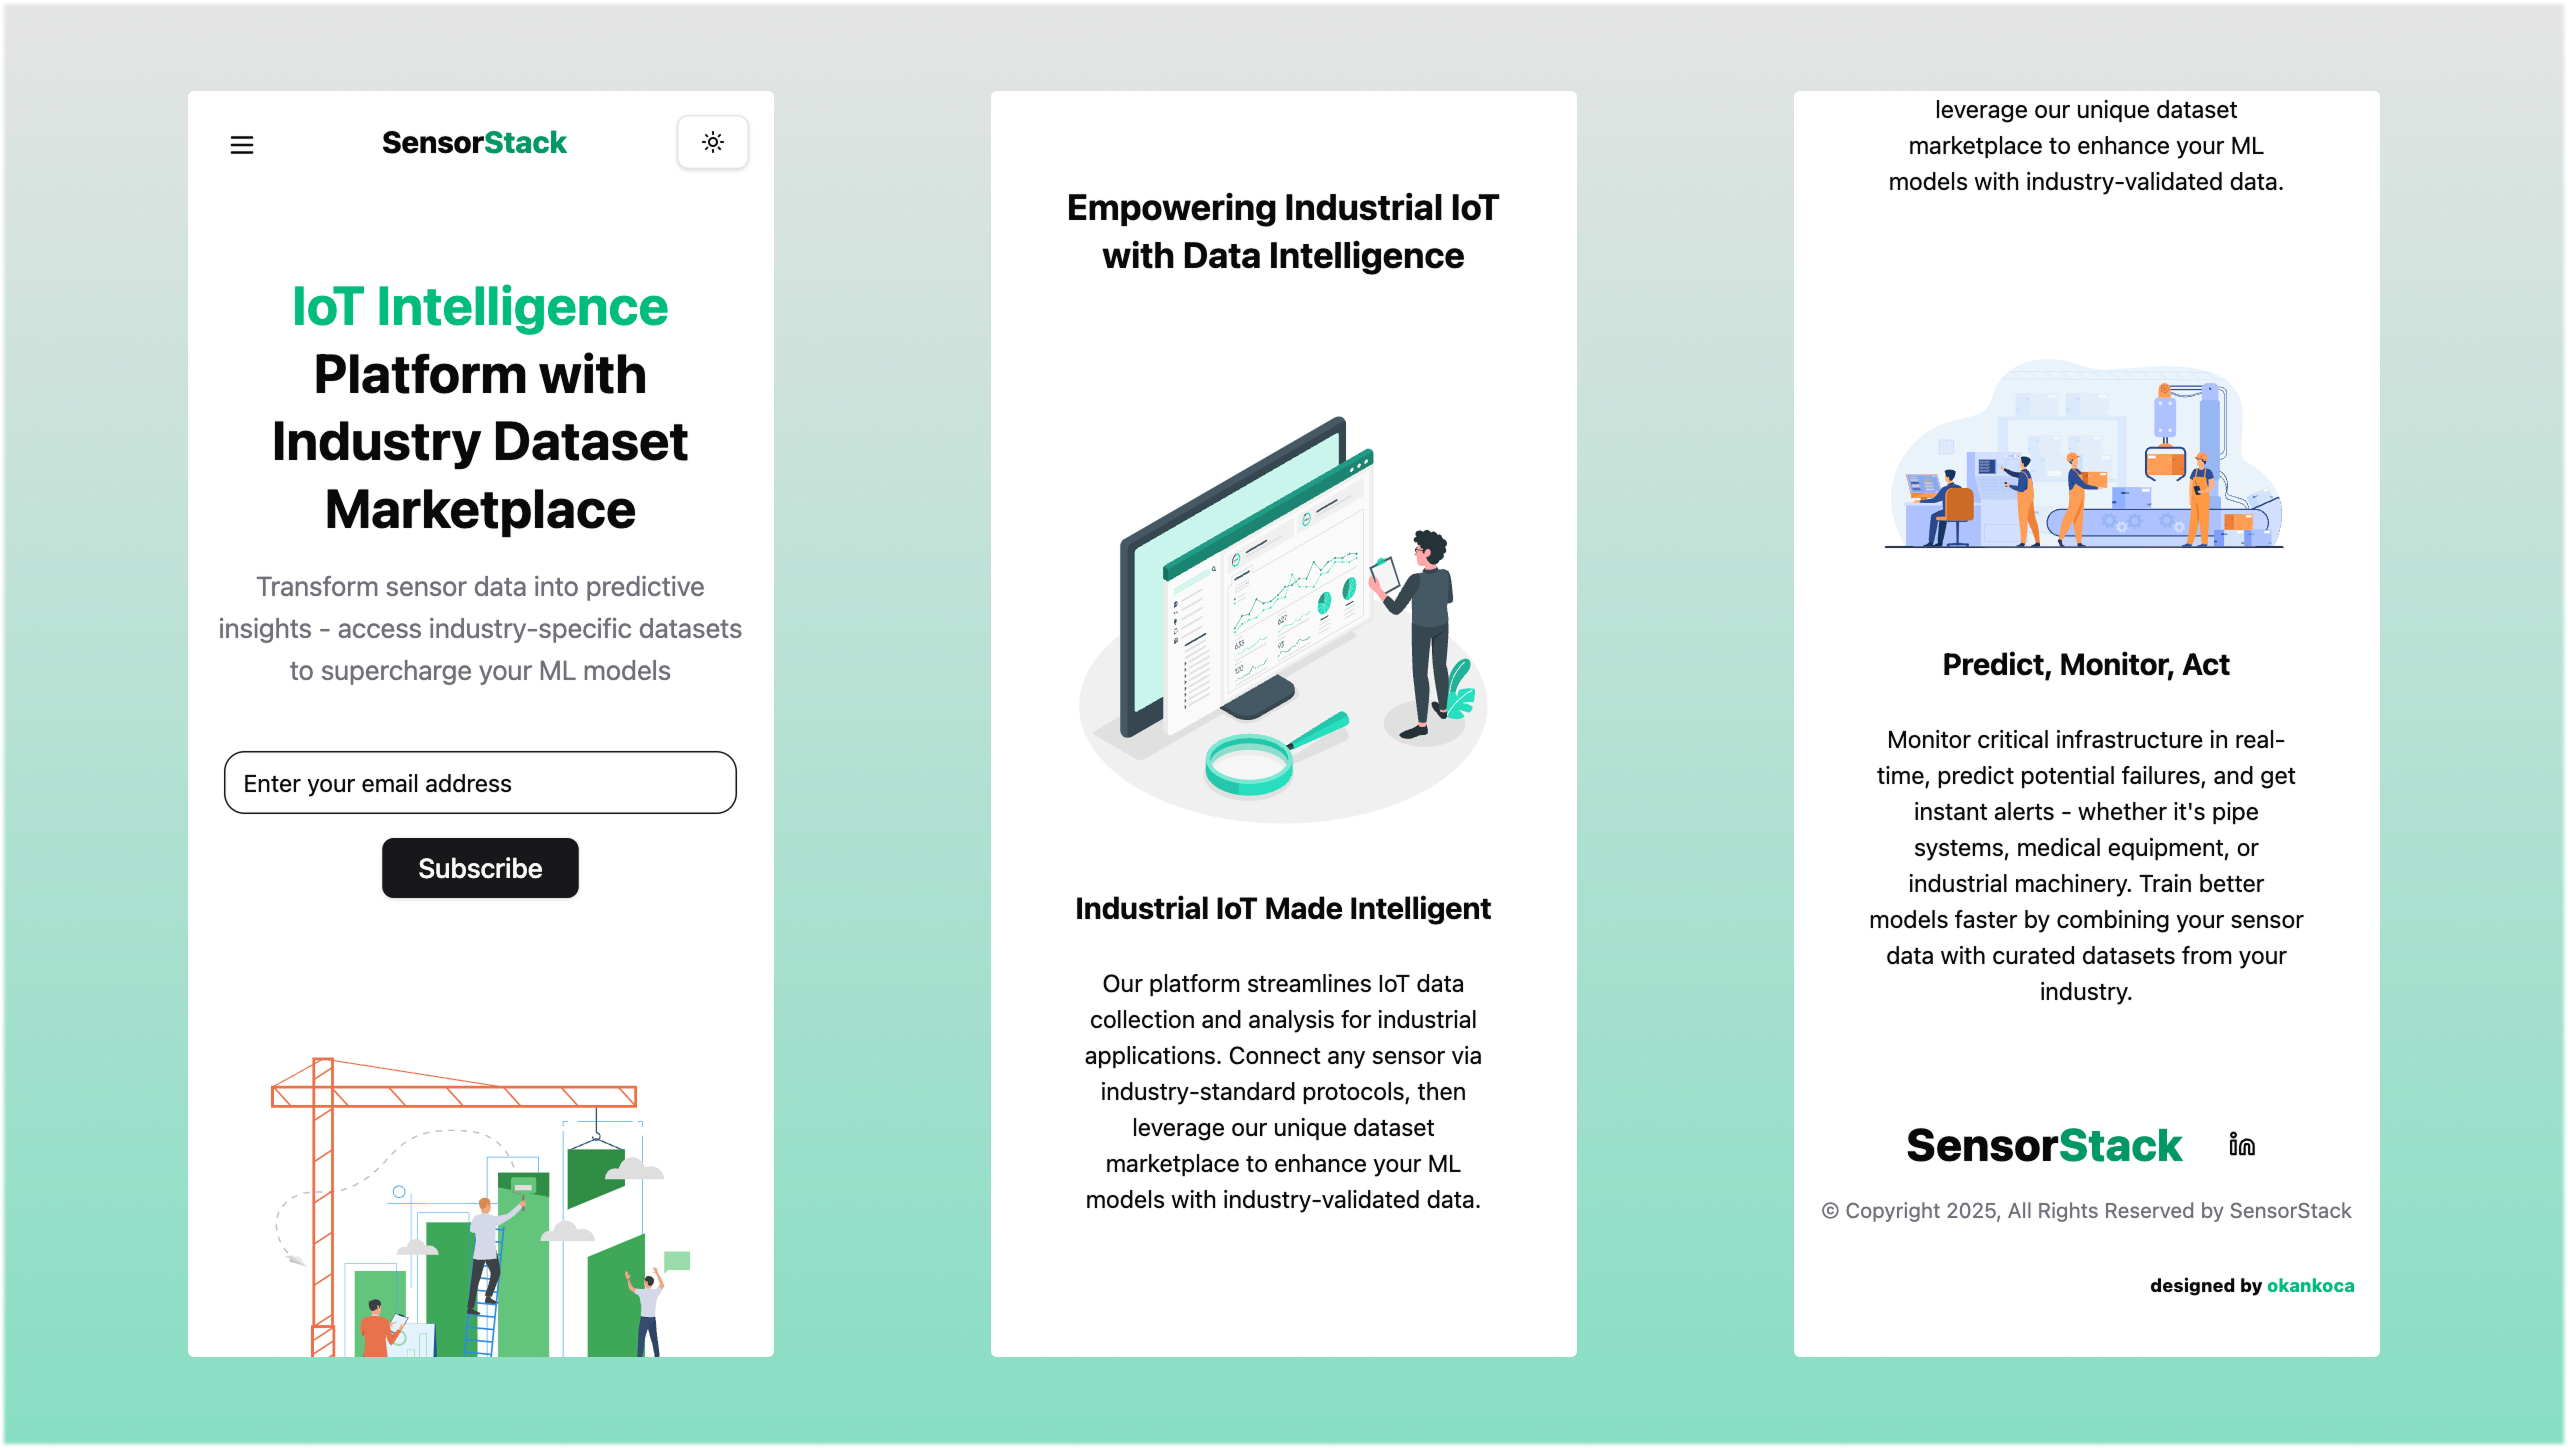 SensorStack
IoT Intelligence
Platform with
Industry Dataset
Marketplace
Transform sensor data into predictive
insights - access industry-specific datasets
to supercharge your ML models
Enter your email address
Subscribe
Empowering Industrial IoT
with Data Intelligence
627
633
93
120
Industrial IoT Made Intelligent
Our platform streamlines IoT data
collection and analysis for industrial
applications. Connect any sensor via
industry-standard protocols, then
leverage our unique dataset
marketplace to enhance your ML
models with industry-validated data.
leverage our unique dataset
marketplace to enhance your ML
models with industry-validated data.
Predict, Monitor, Act
Monitor critical infrastructure in real-
time, predict potential failures, and get
instant alerts - whether it's pipe
systems, medical equipment, or
industrial machinery. Train better
models faster by combining your sensor
data with curated datasets from your
industry.
SensorStack in
© Copyright 2025, All Rights Reserved by SensorStack
designed by okankoca